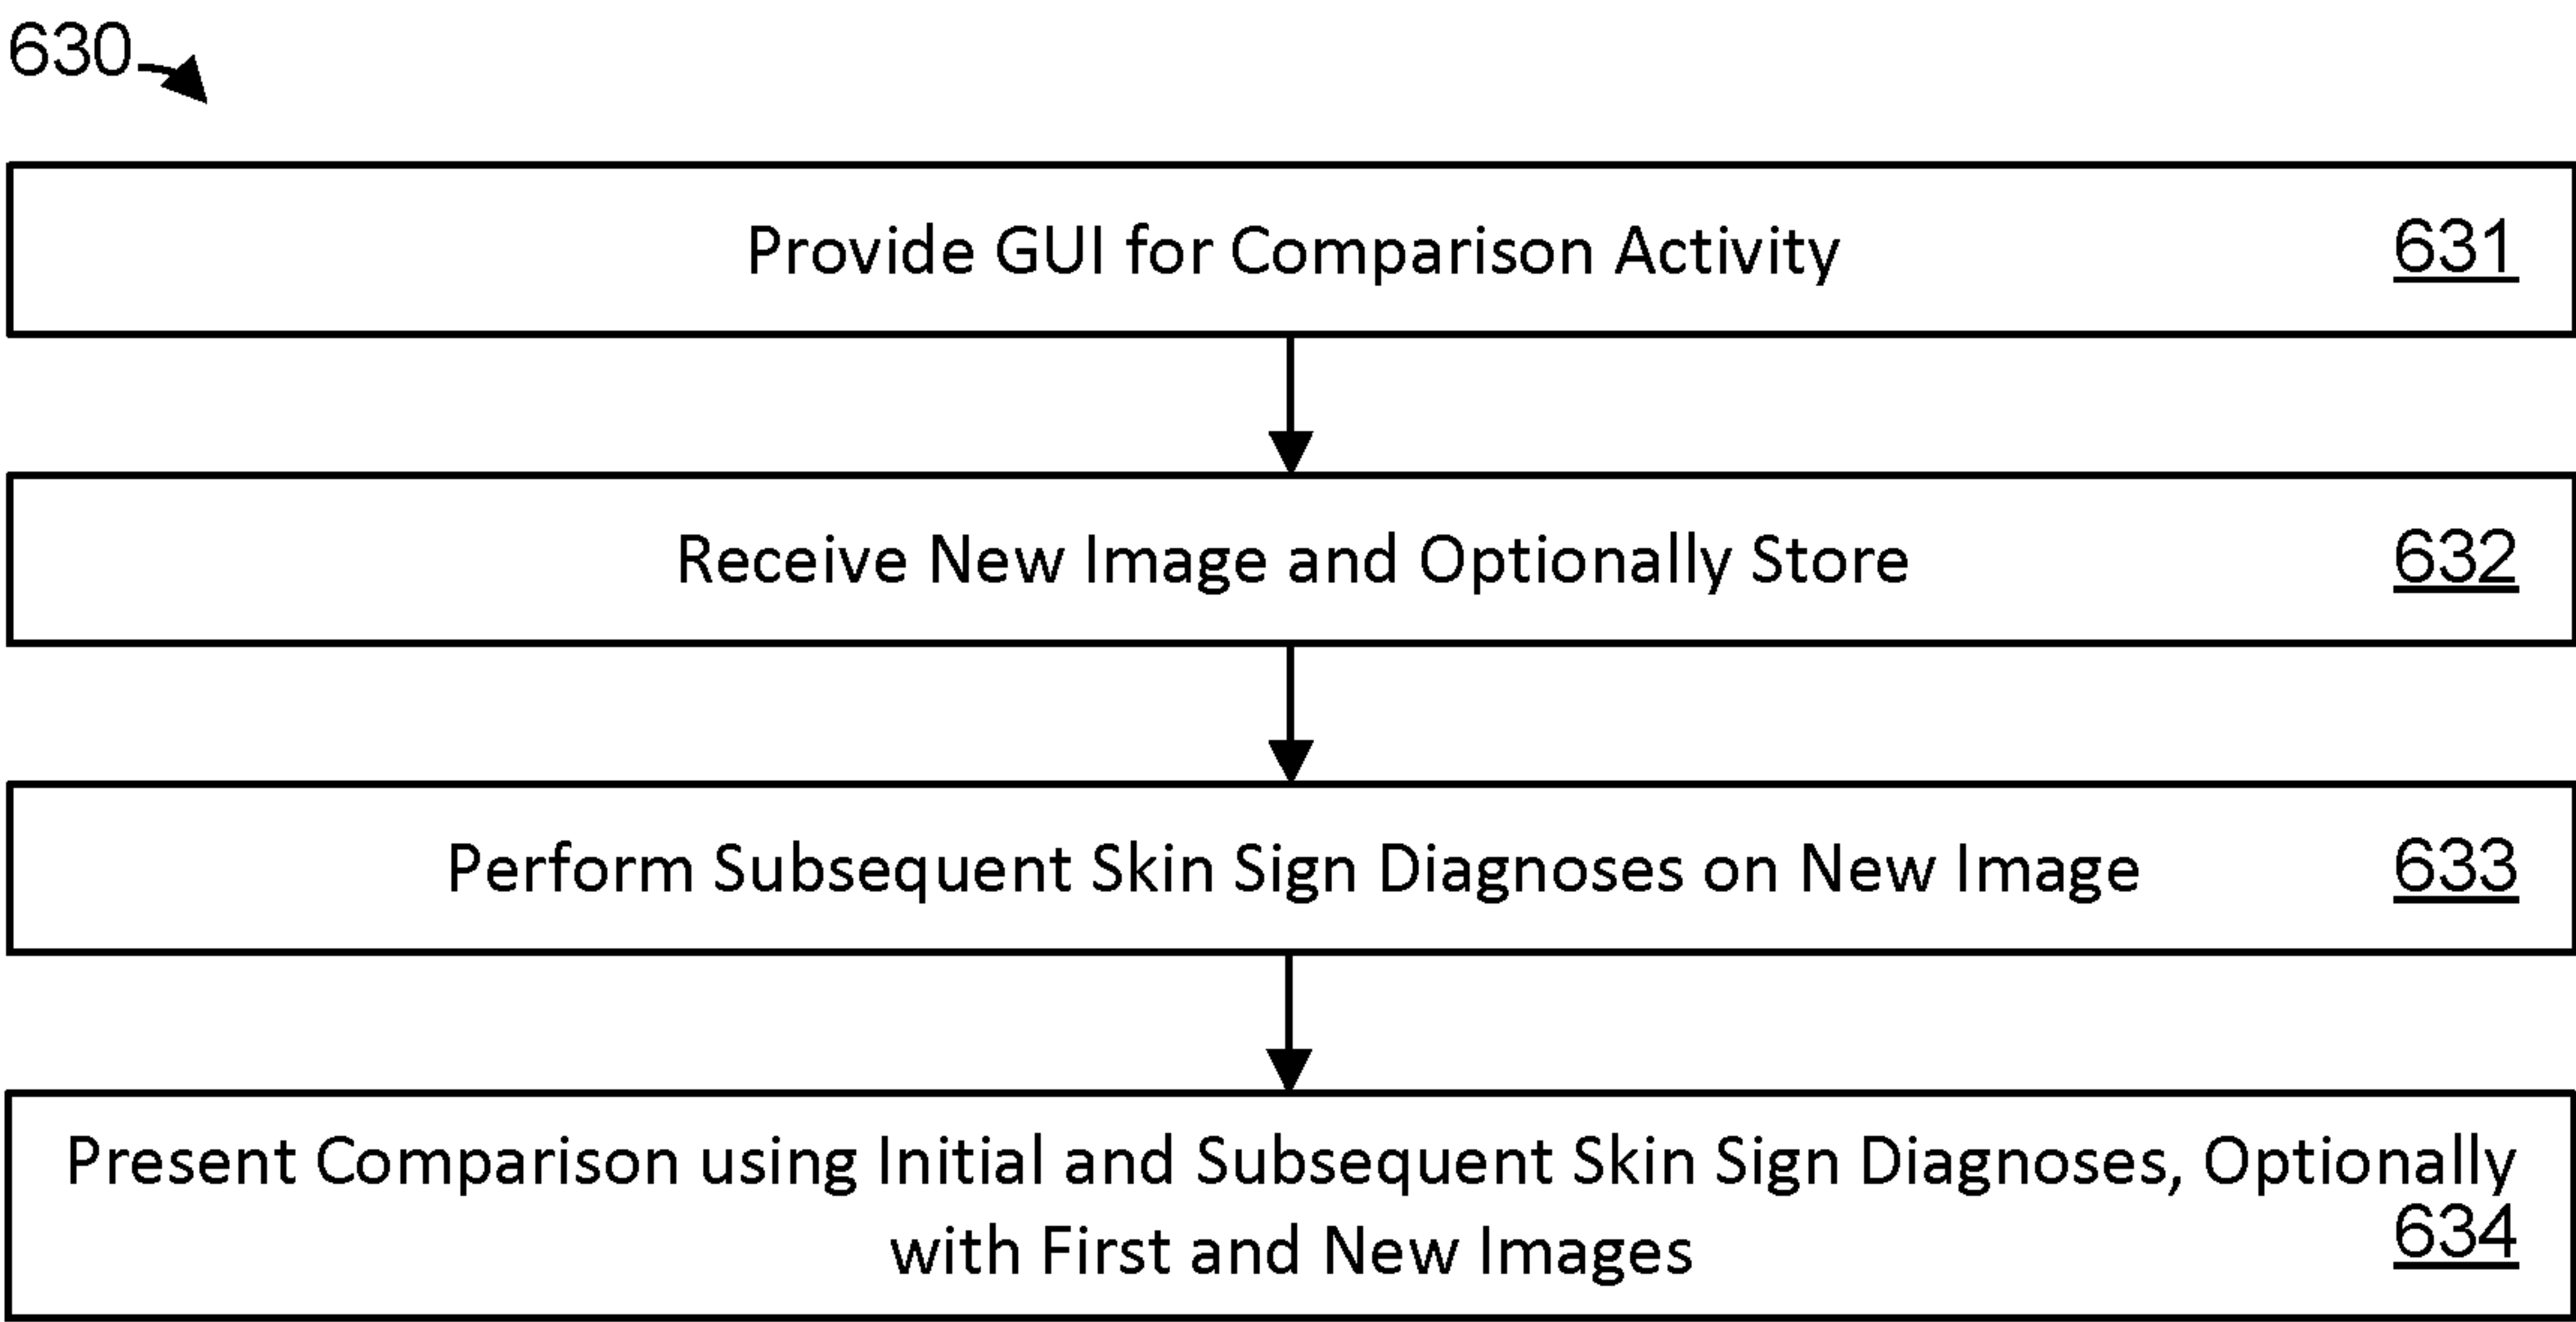 630
Provide GUI for Comparison Activity 631
Receive New Image and Optionally Store 632
Perform Subsequent Skin Sign Diagnoses on New Image 633
Present Comparison using Initial and Subsequent Skin Sign Diagnoses, Optionally
with First and New Images 634